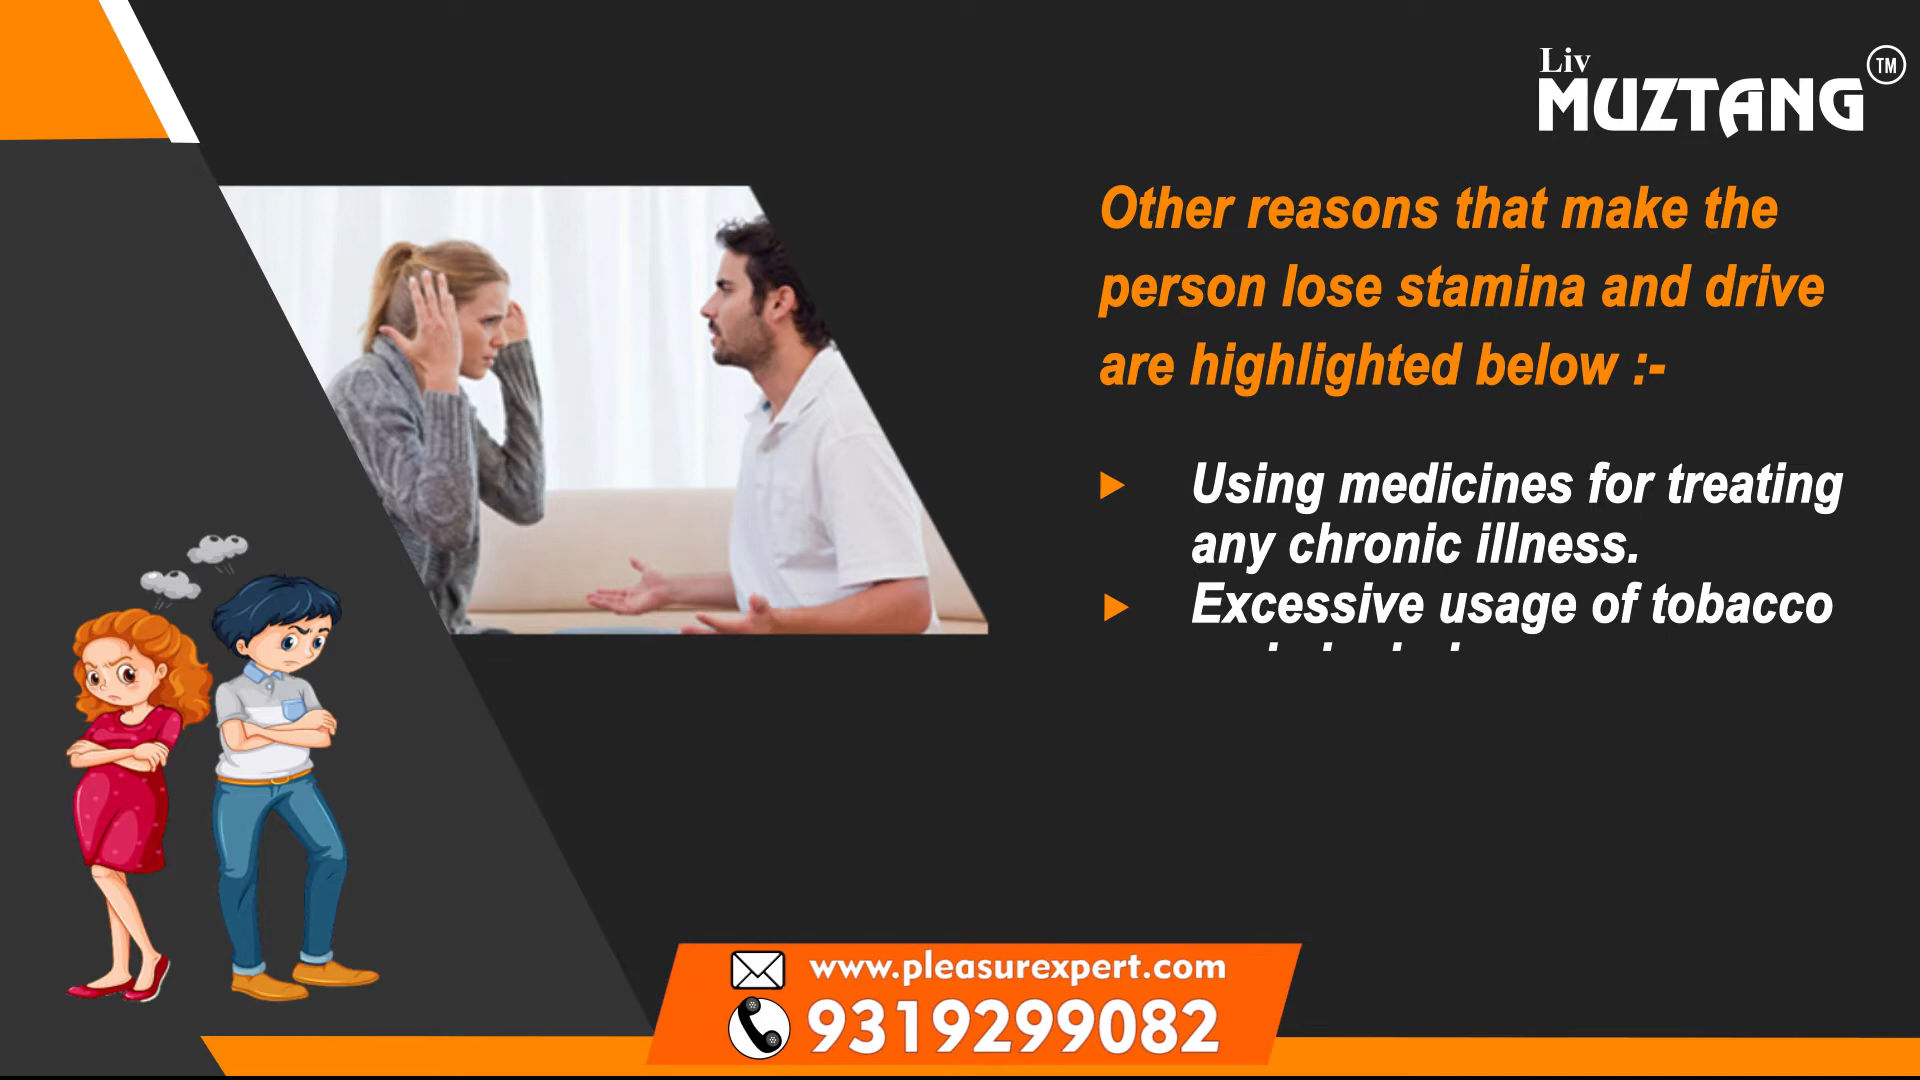 Liv
MUZTANG
TM
Other reasons that make the
person lose stamina and drive
are highlighted below :-
Using medicines for treating
any chronic illness.
Excessive usage of tobacco
www.pleasurexpert.com
9319299082